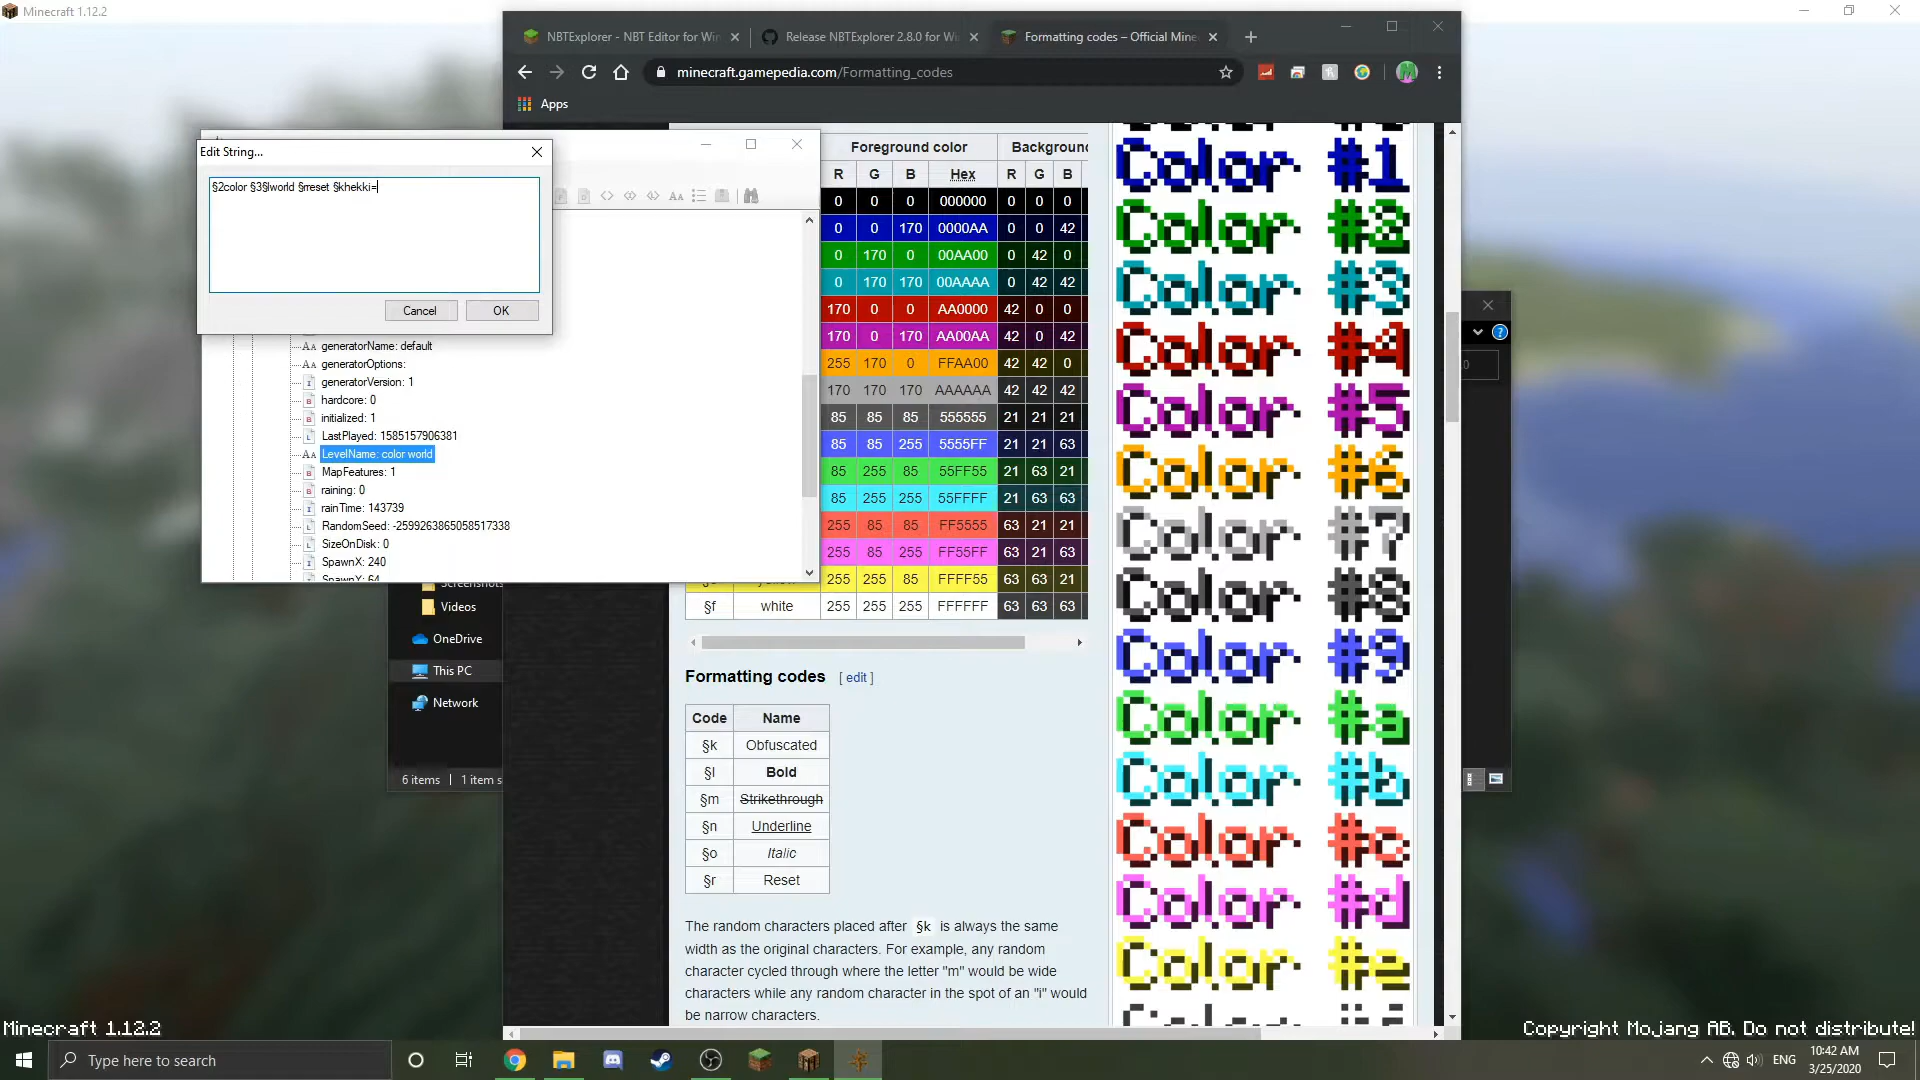 Minecraft 1.12.2
NBTExplorer - NBT Editor for Win
Release NBTExplorer 2.8.0 for W
Formatting codes – Official Mine
minecraft.gamepedia.com/Formatting_codes
Apps
Edit String...
§2color §3§lworld §rreset §khekki=
Cancel
OK
generatorName: default
generatorOptions:
generatorVersion: 1
hardcore: 0
initialized: 1
LastPlayed: 1585157906381
LevelName: color world
MapFeatures: 1
raining: 0
rainTime: 143739
RandomSeed: -2599263865058517338
SizeOnDisk: 0
SpawnX: 240
SpawnY: 64
Screenshots
Videos
OneDrive
This PC
Network
6 items | 1 item s
Foreground color Background
R G B Hex R G B
0 0 0 000000 0 0 0
0 0 170 0000AA 0 0 42
0 170 0 00AA00 0 42 0
0 170 170 00AAAA 0 42 42
170 0 0 AA0000 42 0 0
170 0 170 AA00AA 42 0 42
255 170 0 FFAA00 42 42 0
170 170 170 AAAAAA 42 42 42
85 85 85 555555 21 21 21
85 85 255 5555FF 21 21 63
85 255 85 55FF55 21 63 21
85 255 255 55FFFF 21 63 63
255 85 85 FF5555 63 21 21
255 85 255 FF55FF 63 21 63
255 255 85 FFFF55 63 63 21
§f white 255 255 255 FFFFFF 63 63 63
Formatting codes [ edit ]
Code Name
§k Obfuscated
§l Bold
§m Strikethrough
§n Underline
§o Italic
§r Reset
The random characters placed after §k is always the same
width as the original characters. For example, any random
character cycled through where the letter "m" would be wide
characters while any random character in the spot of an "i" would
be narrow characters.
Color #1
Color #2
Color #3
Color #4
Color #5
Color #6
Color #7
Color #8
Color #9
Color #a
Color #b
Color #c
Color #d
Color #e
Minecraft 1.12.2
Copyright Mojang AB. Do not distribute!
Type here to search
ENG
10:42 AM
3/25/2020